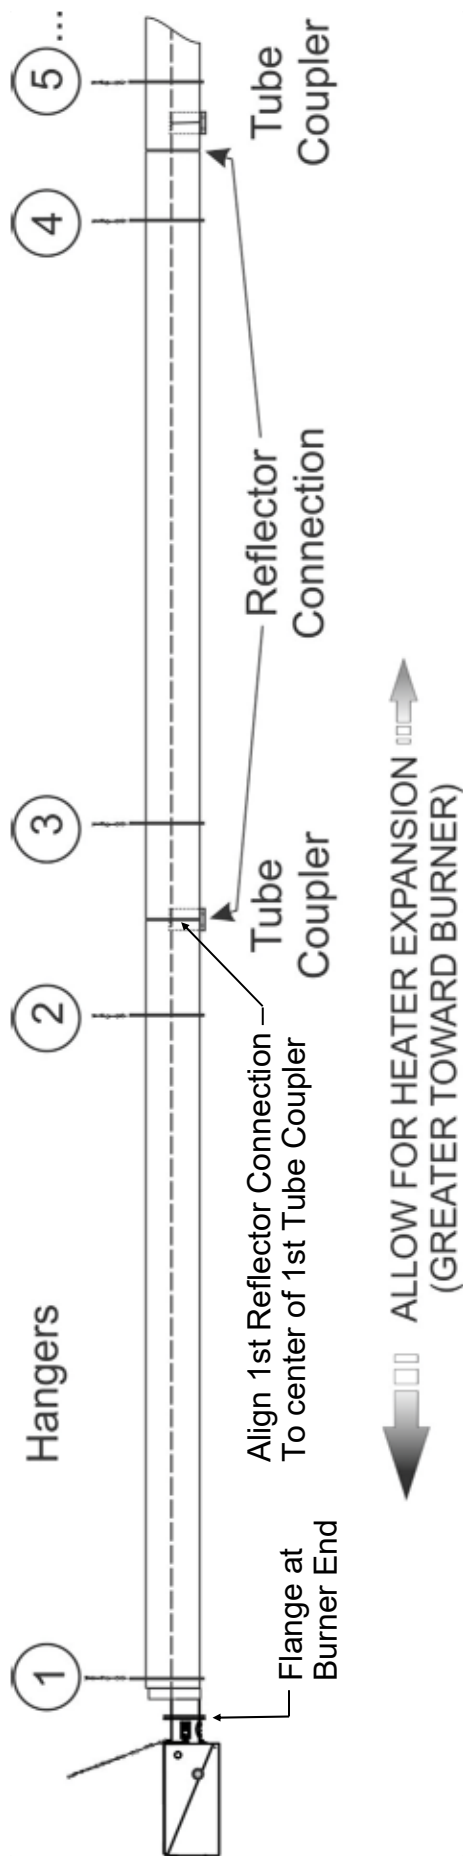 Hangers
1
2
3
4
5...
Flange at
Burner End
Align 1st Reflector Connection
To center of 1st Tube Coupler
Tube
Coupler
Reflector
Connection
Tube
Coupler
ALLOW FOR HEATER EXPANSION
(GREATER TOWARD BURNER)